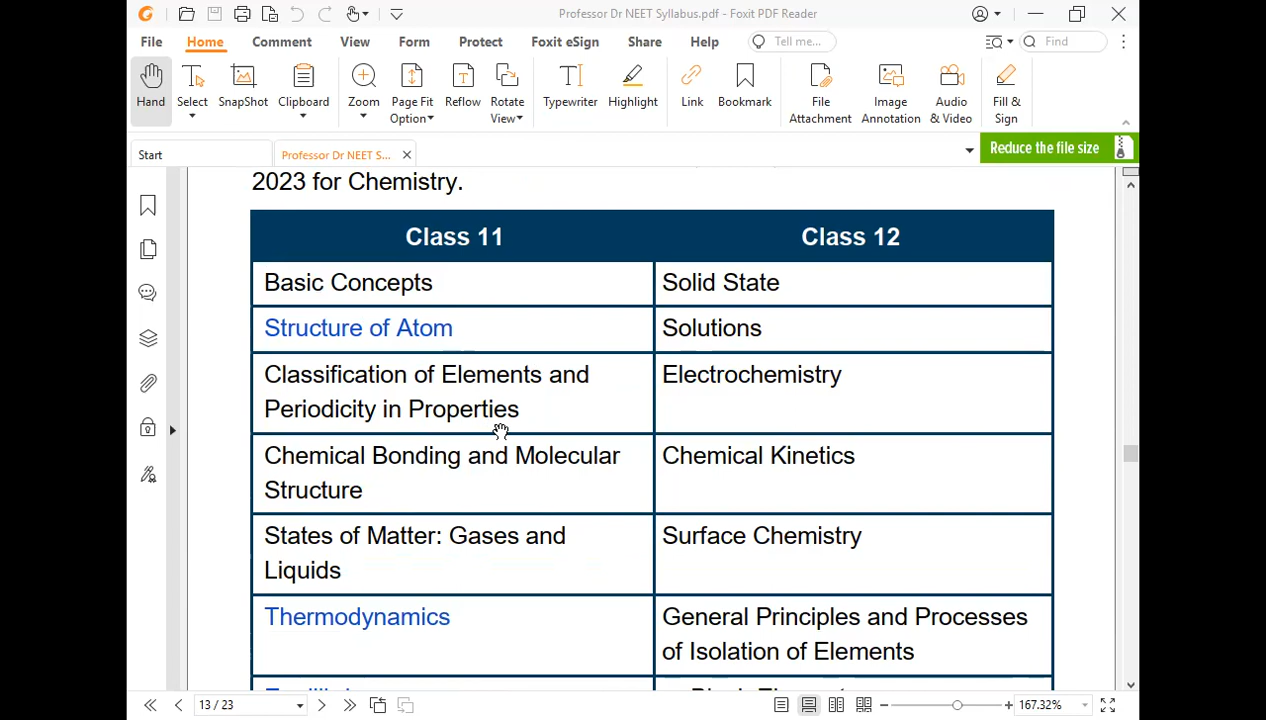 Professor Dr NEET Syllabus.pdf - Foxit PDF Reader
File Home Comment View Form Protect Foxit eSign Share Help Tell me... Find
Hand Select SnapShot Clipboard Zoom Page Fit Option Reflow Rotate View Typewriter Highlight Link Bookmark File Attachment Image Annotation Audio & Video Fill & Sign
Start Professor Dr NEET S... Reduce the file size
2023 for Chemistry.
Class 11 Class 12
Basic Concepts Solid State
Structure of Atom Solutions
Classification of Elements and Electrochemistry
Periodicity in Properties
Chemical Bonding and Molecular Chemical Kinetics
Structure
States of Matter: Gases and Surface Chemistry
Liquids
Thermodynamics General Principles and Processes
of Isolation of Elements
13 / 23 167.32%